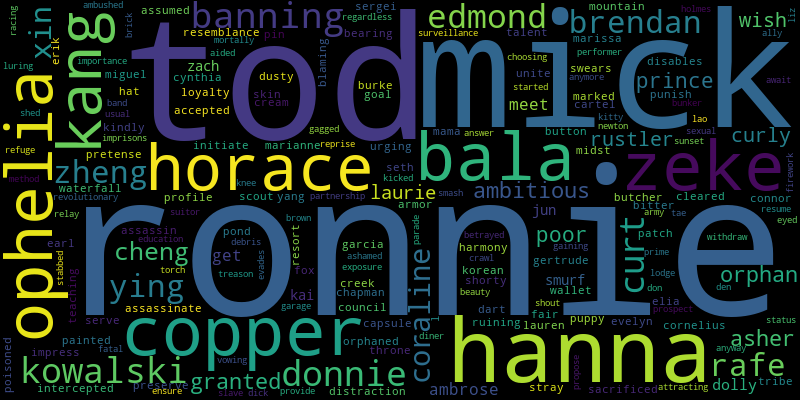 racing
ambushed
brick
assumed
banning
sergei
regardless
edmond
mountain
holmes
liz
wish
ally
xin
erik
luring
importance
kang
tod
resemblance
pin
bearing
mortally
aided
blaming
surveillance
mick
talent
marissa
performer
brendan
disables
choosing
unite
anymore
started
swears
prince
punish
await
miguel
zach
cynthia
dusty
loyalty
skin
burke
goal
cream
hat
accepted
band
usual
imprisons
kindly
gagged
reprise
marked
cartel
meet
bunker
kitty
newton
lao
sexual
sunset
curly
refuge
shed
ophelia
pretense
initiate
marianne
urging
mama
answer
button
midst
rustler
zheng
horace
waterfall
seth
kicked
bala
zeke
firework
method
revolutionary
profile
scout
yang
knee
partnership
laurie
smash
ambitious
butcher
cleared
connor
resume
relay
suitor
armor
jun
bitter
army
tae
eyed
earl
assassin
education
pond
debris
brown
resort
garcia
ashamed
exposure
parade
betrayed
gaining
harmony
crawl
poor
curt
patch
prime
withdraw
stabbed
cheng
get
evades
treason
fox
creek
coraline
korean
gertrude
lodge
don
den
orphan
ronnie
teaching
torch
ying
assassinate
kai
chapman
council
garage
shorty
beauty
dart
smurf
wallet
elia
prospect
serve
capsule
orphaned
ruining
shout
fair
puppy
evelyn
cornelius
status
poisoned
painted
fatal
copper
throne
diner
lauren
hanna
anyway
asher
impress
vowing
kowalski
intercepted
preserve
ensure
granted
slave
dick
provide
donnie
distraction
ambrose
stray
propose
sacrificed
attracting
rafe
dolly
tribe